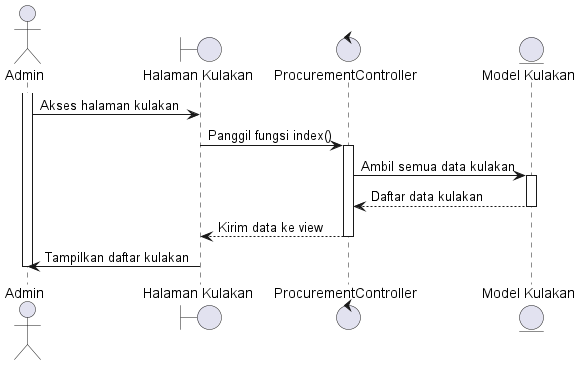 Admin
Halaman Kulakan
ProcurementController
Model Kulakan
Akses halaman kulakan
Panggil fungsi index()
Ambil semua data kulakan
Daftar data kulakan
Kirim data ke view
Tampilkan daftar kulakan
Admin
Halaman Kulakan
ProcurementController
Model Kulakan